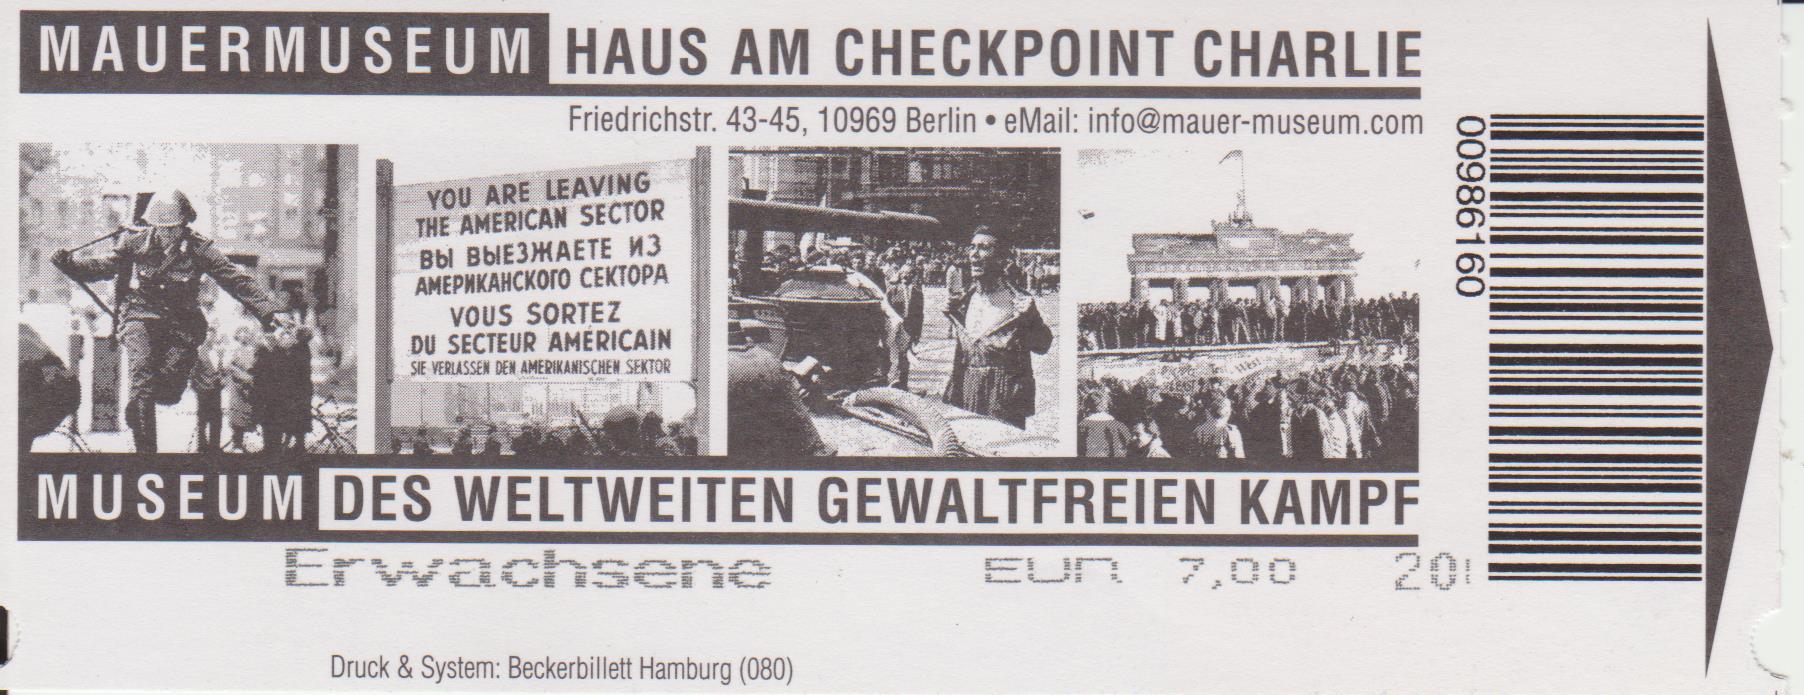 MAUERMUSEUM HAUS AM CHECKPOINT CHARLIE
Friedrichstr. 43-45, 10969 Berlin • eMail: info@mauer-museum.com
YOU ARE LEAVING
THE AMERICAN SECTOR
ВЫ ВЫЕЗЖАЕТЕ ИЗ
АМЕРИКАНСКОГО СЕКТОРА
VOUS SORTEZ
DU SECTEUR AMÉRICAIN
SIE VERLASSEN DEN AMERIKANISCHEN SEKTOR
MUSEUM DES WELTWEITEN GEWALTFREIEN KAMPF
Erwachsene EUR 7,00 20
Druck & System: Beckerbillett Hamburg (080)
00986160